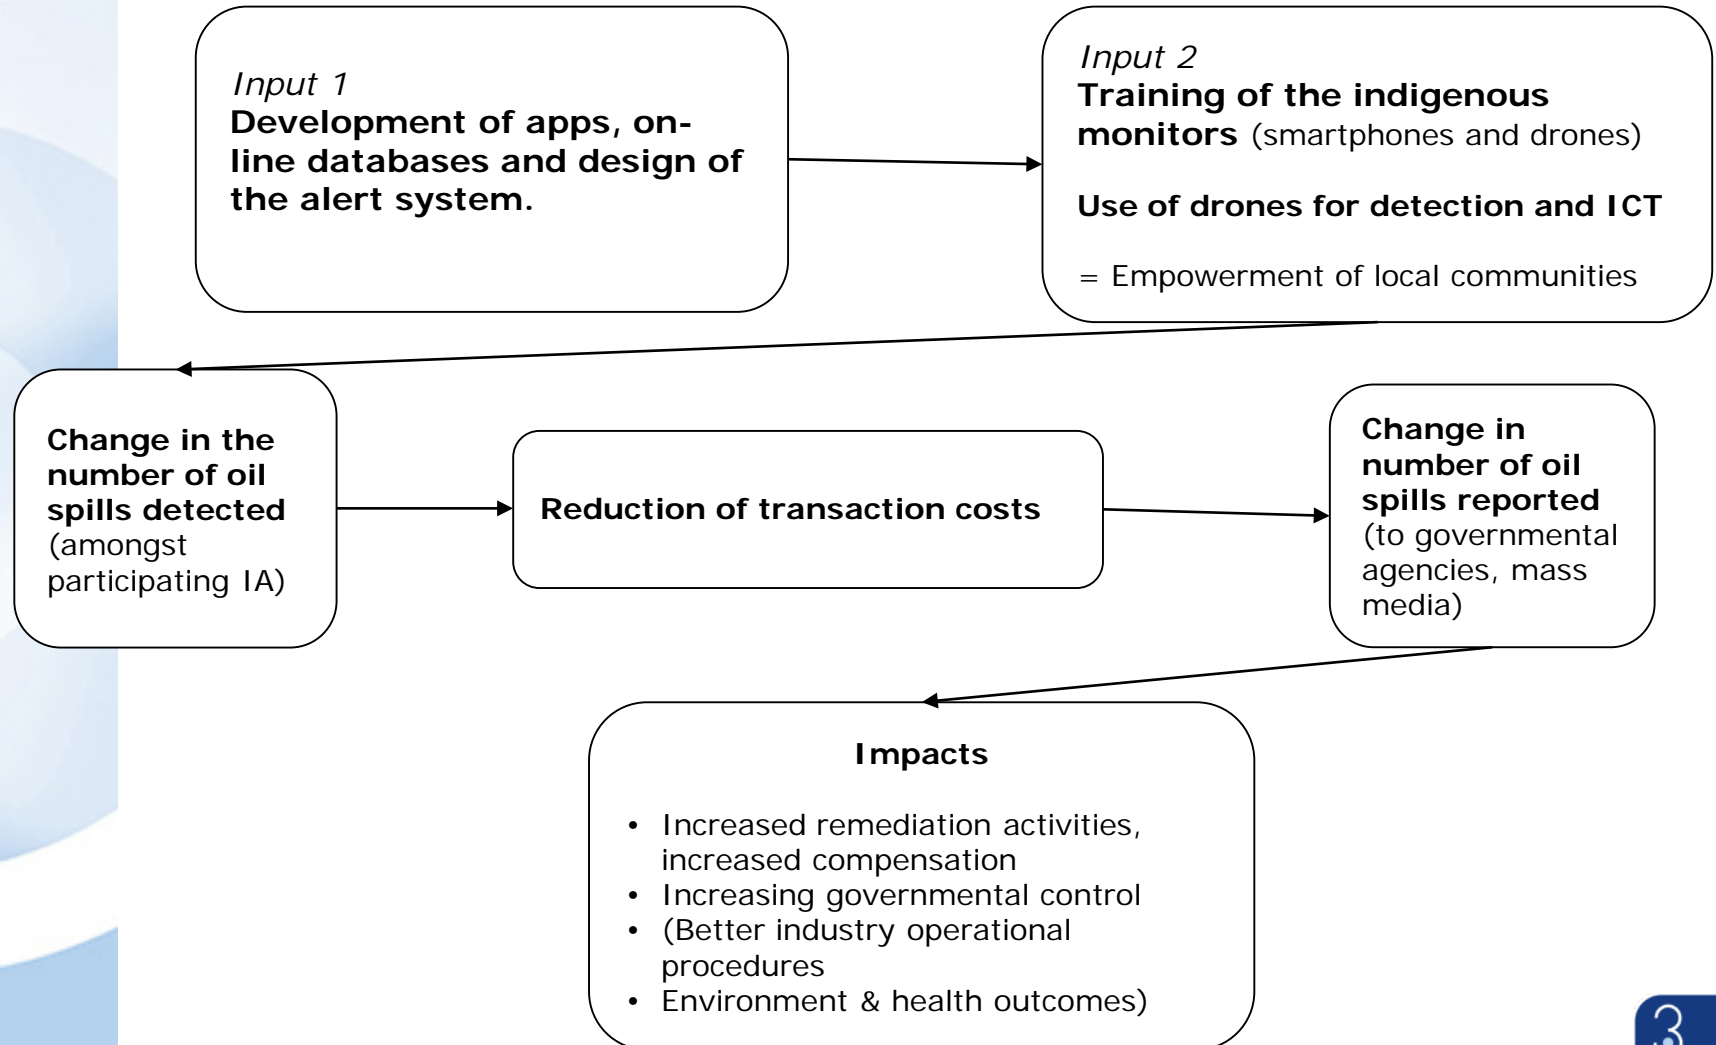 Input 1
Development of apps, on-
line databases and design of
the alert system.
Input 2
Training of the indigenous
monitors (smartphones and drones)
Use of drones for detection and ICT
= Empowerment of local communities
Change in the
number of oil
spills detected
(amongst
participating IA)
Reduction of transaction costs
Change in
number of oil
spills reported
(to governmental
agencies, mass
media)
Impacts
• Increased remediation activities,
increased compensation
• Increasing governmental control
• (Better industry operational
procedures
• Environment & health outcomes)
3